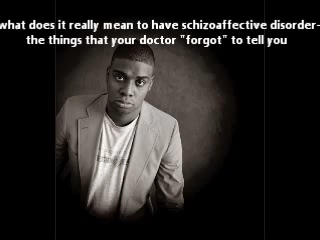 what does it really mean to have schizoaffective disorder-
the things that your doctor "forgot" to tell you